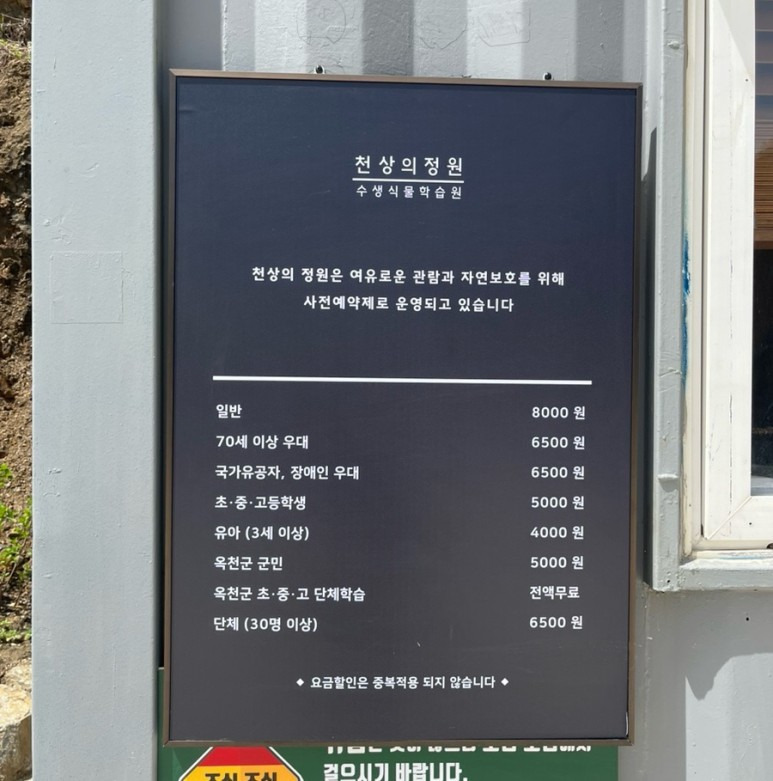 천상의정원
수생식물학습원
천상의 정원은 여유로운 관람과 자연보호를 위해
사전예약제로 운영되고 있습니다
일반 8000 원
70세 이상 우대 6500 원
국가유공자, 장애인 우대 6500 원
초·중·고등학생 5000 원
유아 (3세 이상) 4000 원
옥천군 군민 5000 원
옥천군 초·중·고 단체학습 전액무료
단체 (30명 이상) 6500 원
◆ 요금할인은 중복적용 되지 않습니다 ◆
조심 조심
걸으시기 바랍니다.